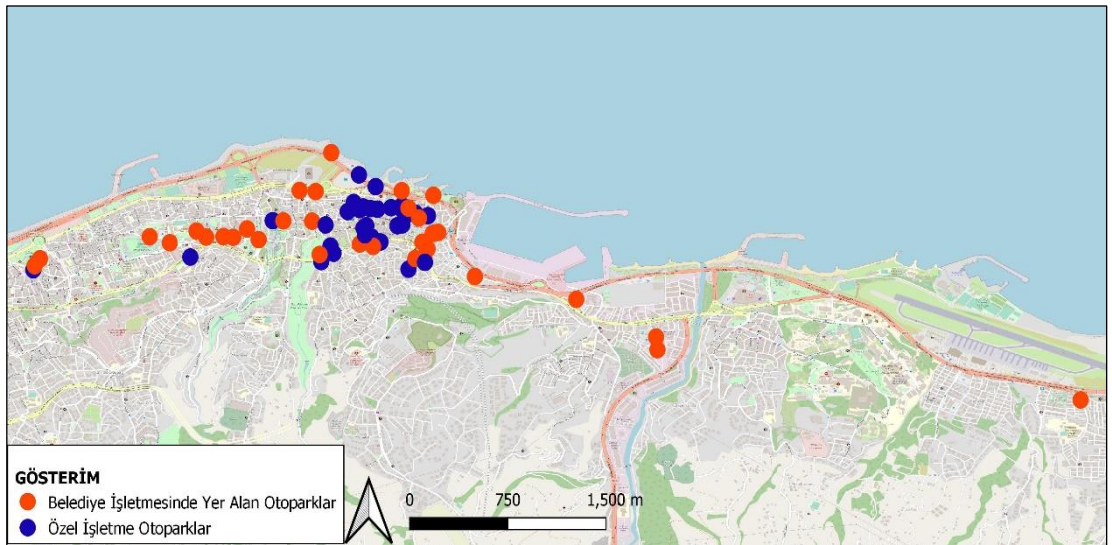 GÖSTERİM
Belediye İşletmesinde Yer Alan Otoparklar
Özel İşletme Otoparklar
0 750 1,500 m